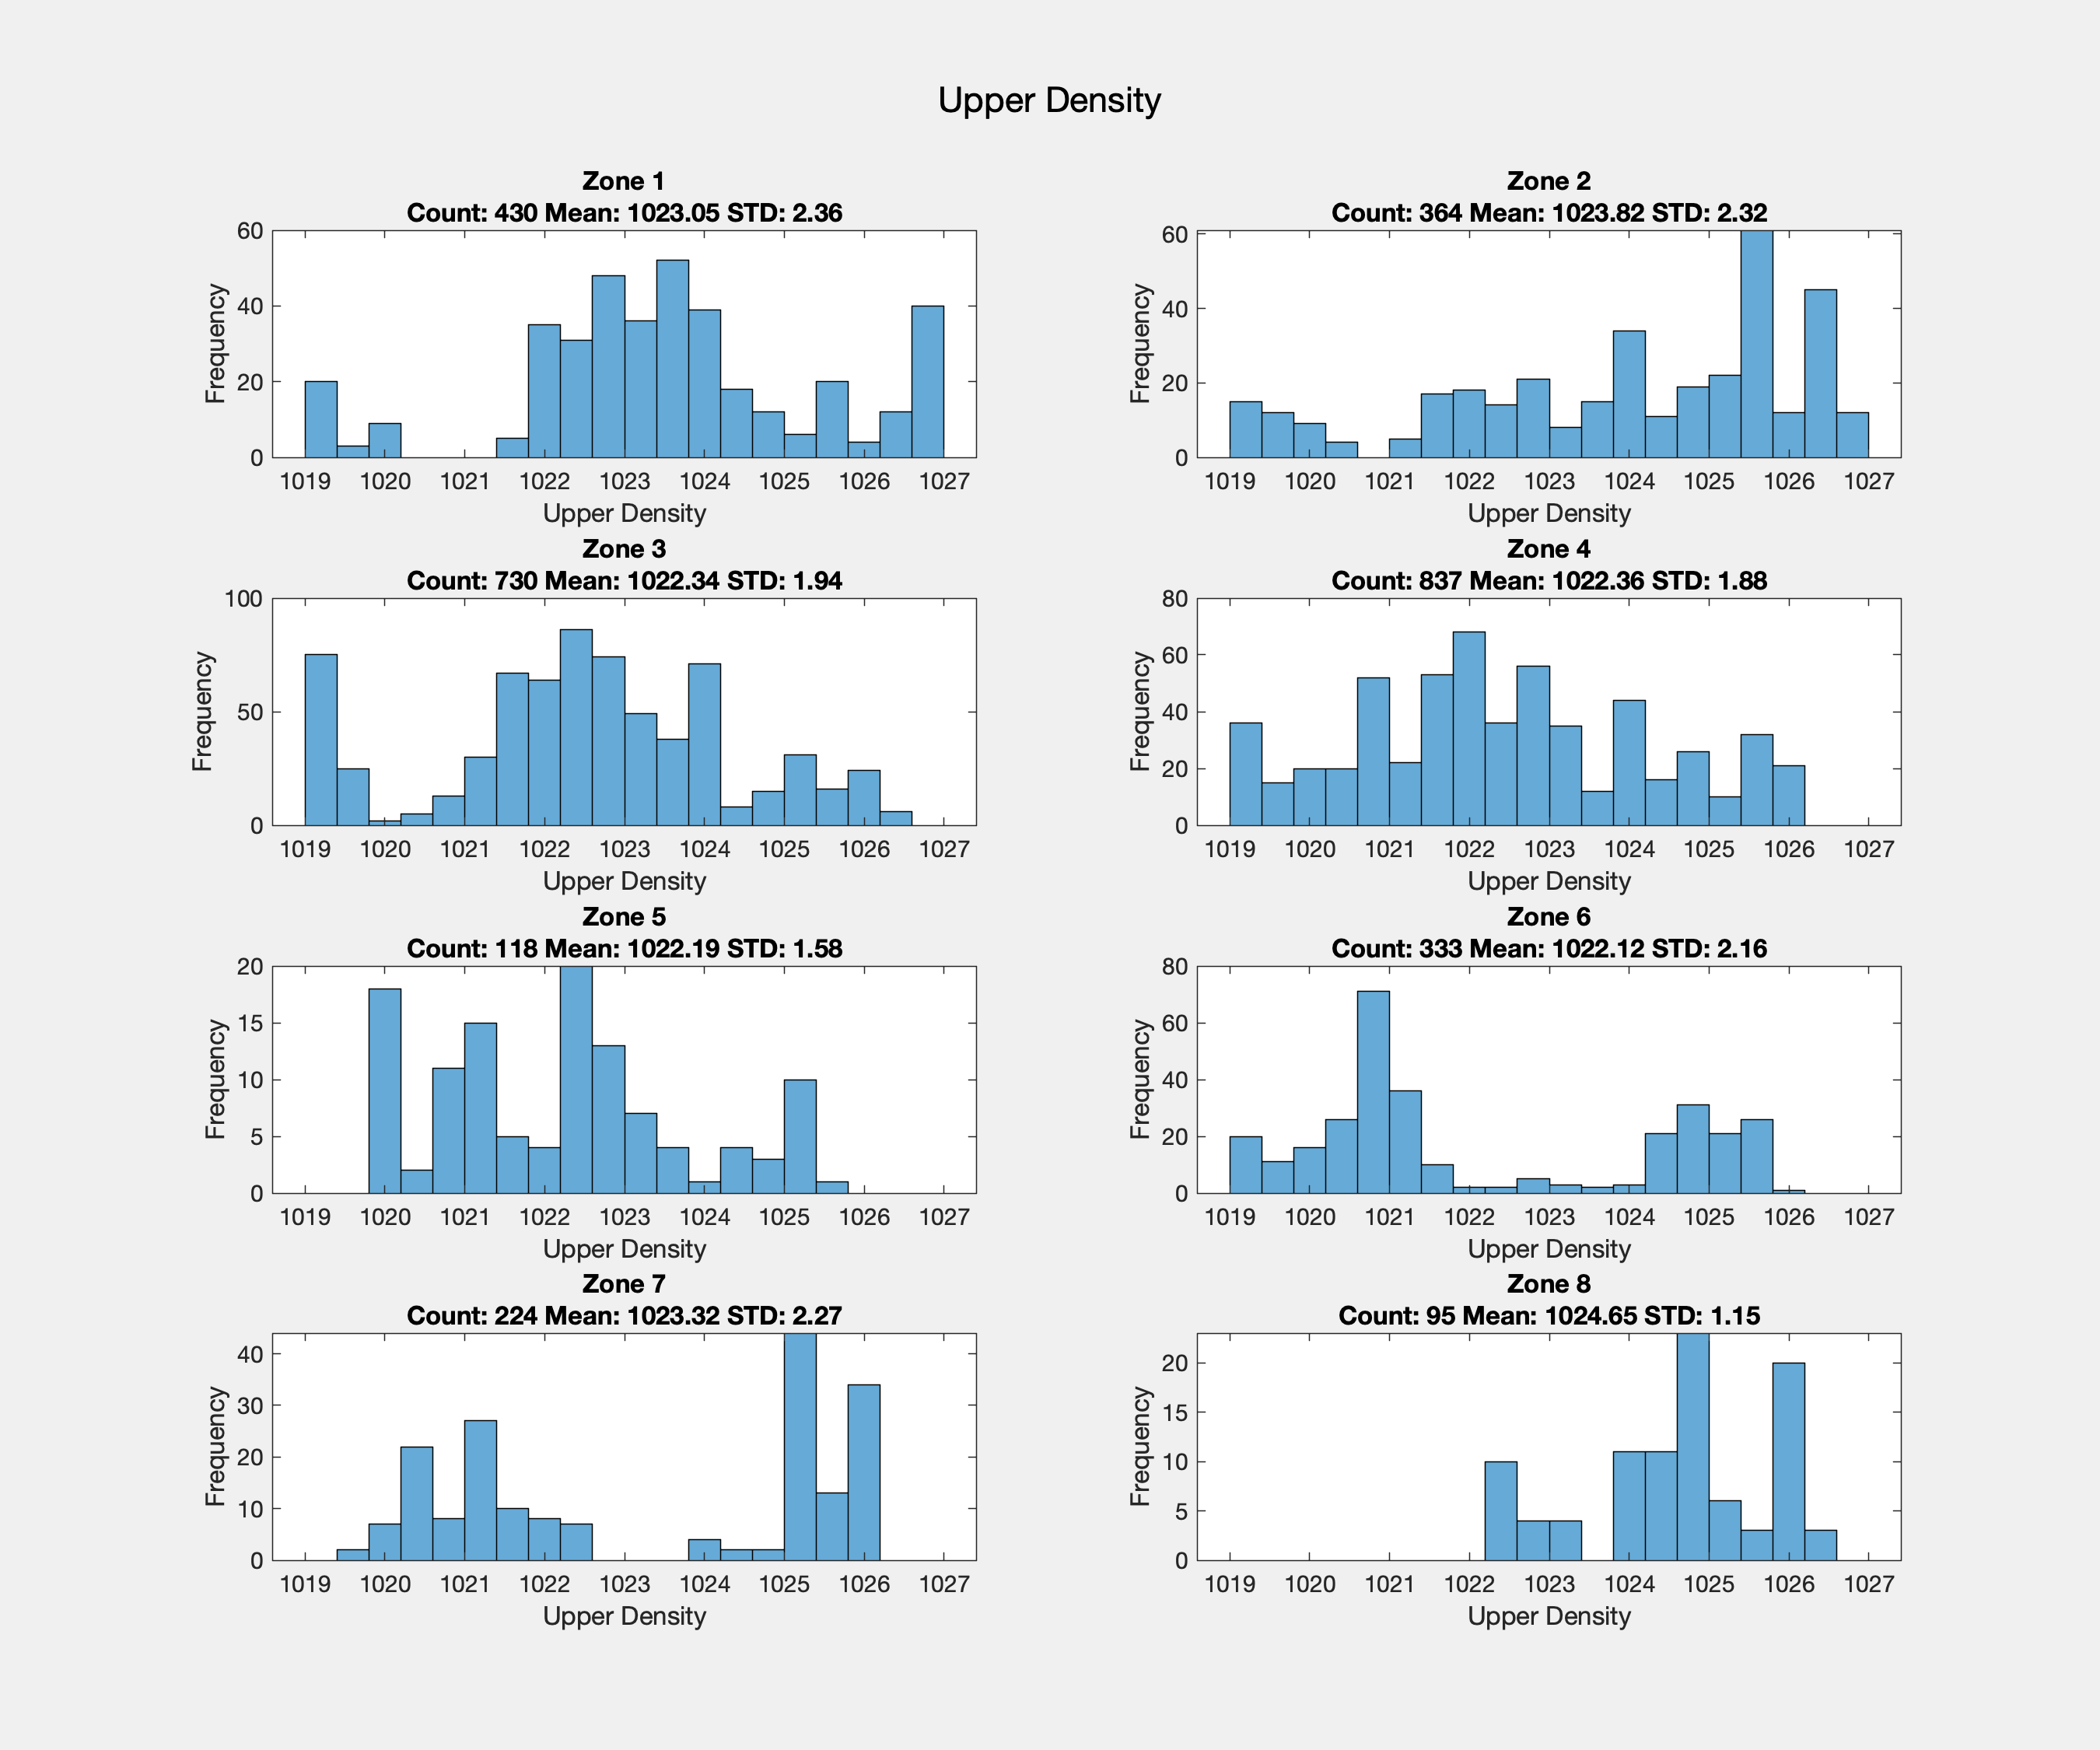 Upper Density
Zone 1
Count: 430 Mean: 1023.05 STD: 2.36
60
40
20
0
Frequency
1019 1020 1021 1022 1023 1024 1025 1026 1027
Upper Density
Zone 2
Count: 364 Mean: 1023.82 STD: 2.32
60
40
20
0
Frequency
1019 1020 1021 1022 1023 1024 1025 1026 1027
Upper Density
Zone 3
Count: 730 Mean: 1022.34 STD: 1.94
100
50
0
Frequency
1019 1020 1021 1022 1023 1024 1025 1026 1027
Upper Density
Zone 4
Count: 837 Mean: 1022.36 STD: 1.88
80
60
40
20
0
Frequency
1019 1020 1021 1022 1023 1024 1025 1026 1027
Upper Density
Zone 5
Count: 118 Mean: 1022.19 STD: 1.58
20
15
10
5
0
Frequency
1019 1020 1021 1022 1023 1024 1025 1026 1027
Upper Density
Zone 6
Count: 333 Mean: 1022.12 STD: 2.16
80
60
40
20
0
Frequency
1019 1020 1021 1022 1023 1024 1025 1026 1027
Upper Density
Zone 7
Count: 224 Mean: 1023.32 STD: 2.27
40
30
20
10
0
Frequency
1019 1020 1021 1022 1023 1024 1025 1026 1027
Upper Density
Zone 8
Count: 95 Mean: 1024.65 STD: 1.15
20
15
10
5
0
Frequency
1019 1020 1021 1022 1023 1024 1025 1026 1027
Upper Density